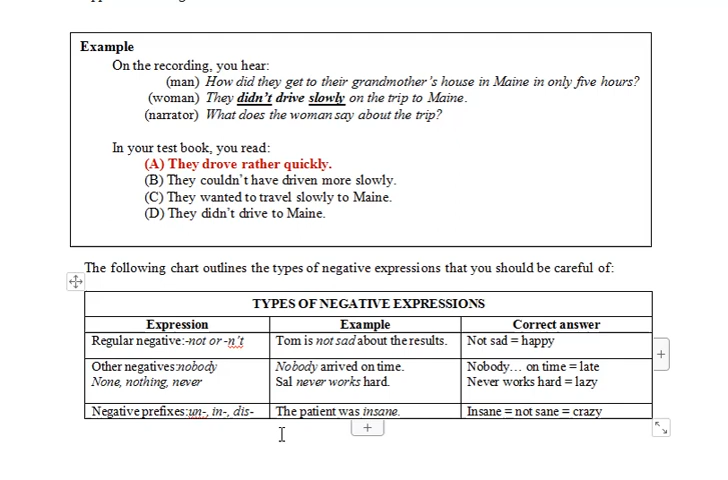 Example
On the recording, you hear:
(man) How did they get to their grandmother's house in Maine in only five hours?
(woman) They didn't drive slowly on the trip to Maine.
(narrator) What does the woman say about the trip?
In your test book, you read:
(A) They drove rather quickly.
(B) They couldn't have driven more slowly.
(C) They wanted to travel slowly to Maine.
(D) They didn't drive to Maine.
The following chart outlines the types of negative expressions that you should be careful of:
TYPES OF NEGATIVE EXPRESSIONS
Expression Example Correct answer
Regular negative:-not or -n't Tom is not sad about the results. Not sad = happy
Other negatives:nobody Nobody arrived on time. Nobody… on time = late
None, nothing, never Sal never works hard. Never works hard = lazy
Negative prefixes:un-, in-, dis- The patient was insane. Insane = not sane = crazy